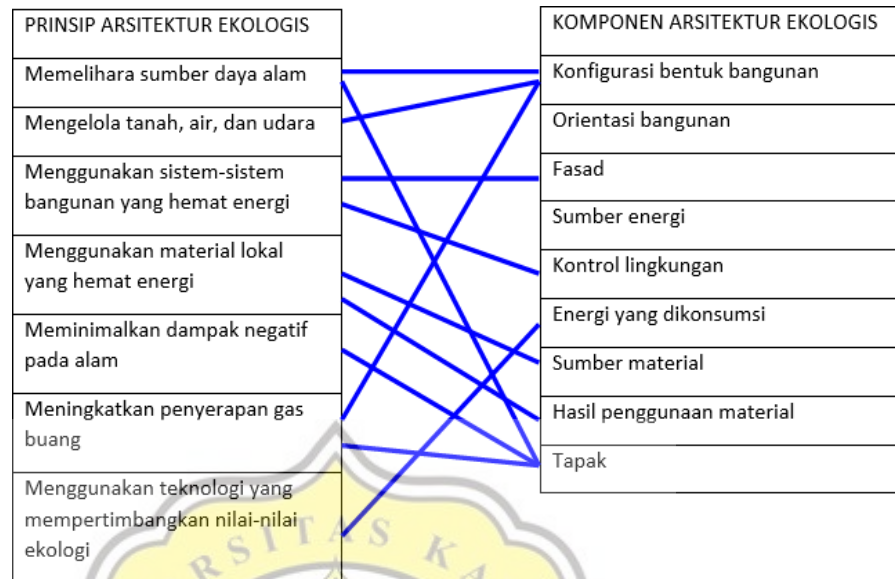 PRINSIP ARSITEKTUR EKOLOGIS
Memelihara sumber daya alam
Mengelola tanah, air, dan udara
Menggunakan sistem-sistem
bangunan yang hemat energi
Menggunakan material lokal
yang hemat energi
Meminimalkan dampak negatif
pada alam
Meningkatkan penyerapan gas
buang
Menggunakan teknologi yang
mempertimbangkan nilai-nilai
ekologi
KOMPONEN ARSITEKTUR EKOLOGIS
Konfigurasi bentuk bangunan
Orientasi bangunan
Fasad
Sumber energi
Kontrol lingkungan
Energi yang dikonsumsi
Sumber material
Hasil penggunaan material
Tapak